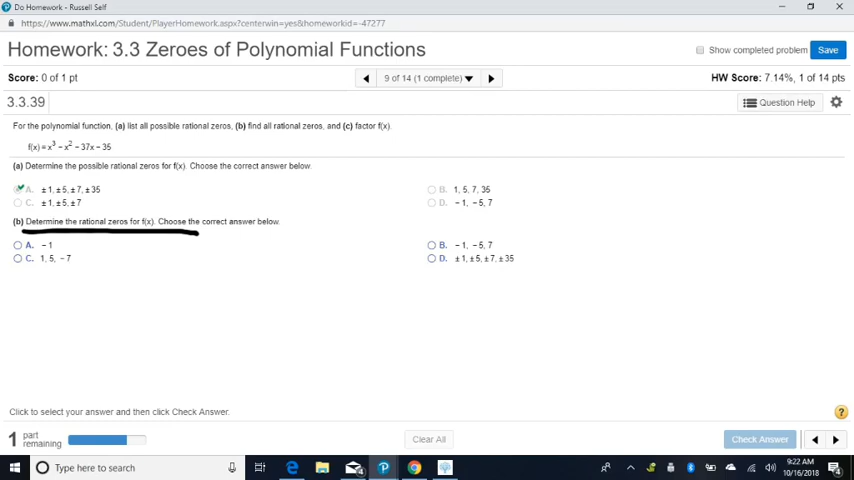 Do Homework - Russell Self
https://www.mathxl.com/Student/PlayerHomework.aspx?centerwin=yes&homeworkid=-47277
Homework: 3.3 Zeroes of Polynomial Functions
Show completed problem
Save
Score: 0 of 1 pt
9 of 14 (1 complete)
HW Score: 7.14%, 1 of 14 pts
3.3.39
Question Help
For the polynomial function, (a) list all possible rational zeros, (b) find all rational zeros, and (c) factor f(x).
f(x) = x³ − x² − 37x − 35
(a) Determine the possible rational zeros for f(x). Choose the correct answer below.
A. ± 1, ± 5, ± 7, ± 35
B. 1, 5, 7, 35
C. ± 1, ± 5, ± 7
D. − 1, − 5, 7
(b) Determine the rational zeros for f(x). Choose the correct answer below.
A. − 1
B. − 1, − 5, 7
C. 1, 5, − 7
D. ± 1, ± 5, ± 7, ± 35
Click to select your answer and then click Check Answer.
?
1 part remaining
Clear All
Check Answer
Type here to search
9:22 AM
10/16/2018